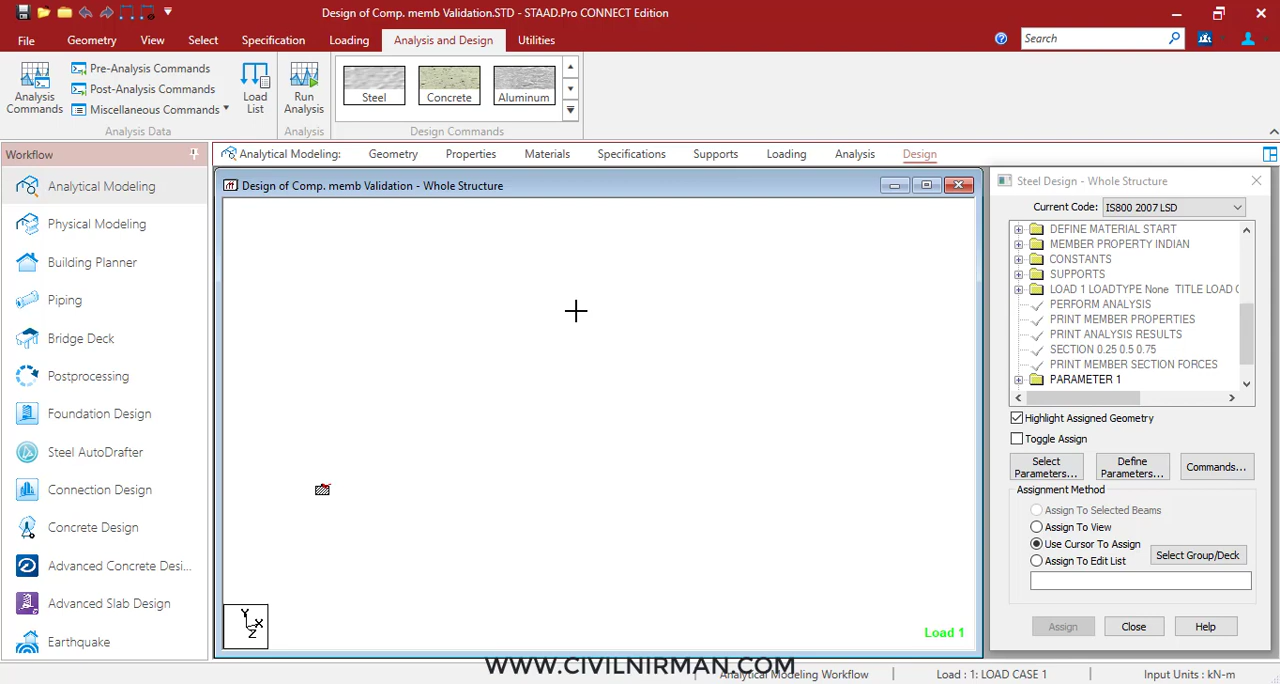 Design of Comp. memb Validation.STD - STAAD.Pro CONNECT Edition
File Geometry View Select Specification Loading Analysis and Design Utilities Search
Analysis Commands
Pre-Analysis Commands
Post-Analysis Commands
Miscellaneous Commands
Load List
Run Analysis
Steel Concrete Aluminum
Analysis Data Analysis Design Commands
Workflow
Analytical Modeling: Geometry Properties Materials Specifications Supports Loading Analysis Design
Analytical Modeling
Physical Modeling
Building Planner
Piping
Bridge Deck
Postprocessing
Foundation Design
Steel AutoDrafter
Connection Design
Concrete Design
Advanced Concrete Desi...
Advanced Slab Design
Earthquake
Design of Comp. memb Validation - Whole Structure
Y
X
Z
Load 1
Steel Design - Whole Structure
Current Code: IS800 2007 LSD
DEFINE MATERIAL START
MEMBER PROPERTY INDIAN
CONSTANTS
SUPPORTS
LOAD 1 LOADTYPE None TITLE LOAD C
PERFORM ANALYSIS
PRINT MEMBER PROPERTIES
PRINT ANALYSIS RESULTS
SECTION 0.25 0.5 0.75
PRINT MEMBER SECTION FORCES
PARAMETER 1
Highlight Assigned Geometry
Toggle Assign
Select Parameters...
Define Parameters...
Commands...
Assignment Method
Assign To Selected Beams
Assign To View
Use Cursor To Assign
Assign To Edit List
Select Group/Deck
Assign Close Help
WWW.CIVILNIRMAN.COM
Analytical Modeling Workflow Load : 1: LOAD CASE 1 Input Units : kN-m